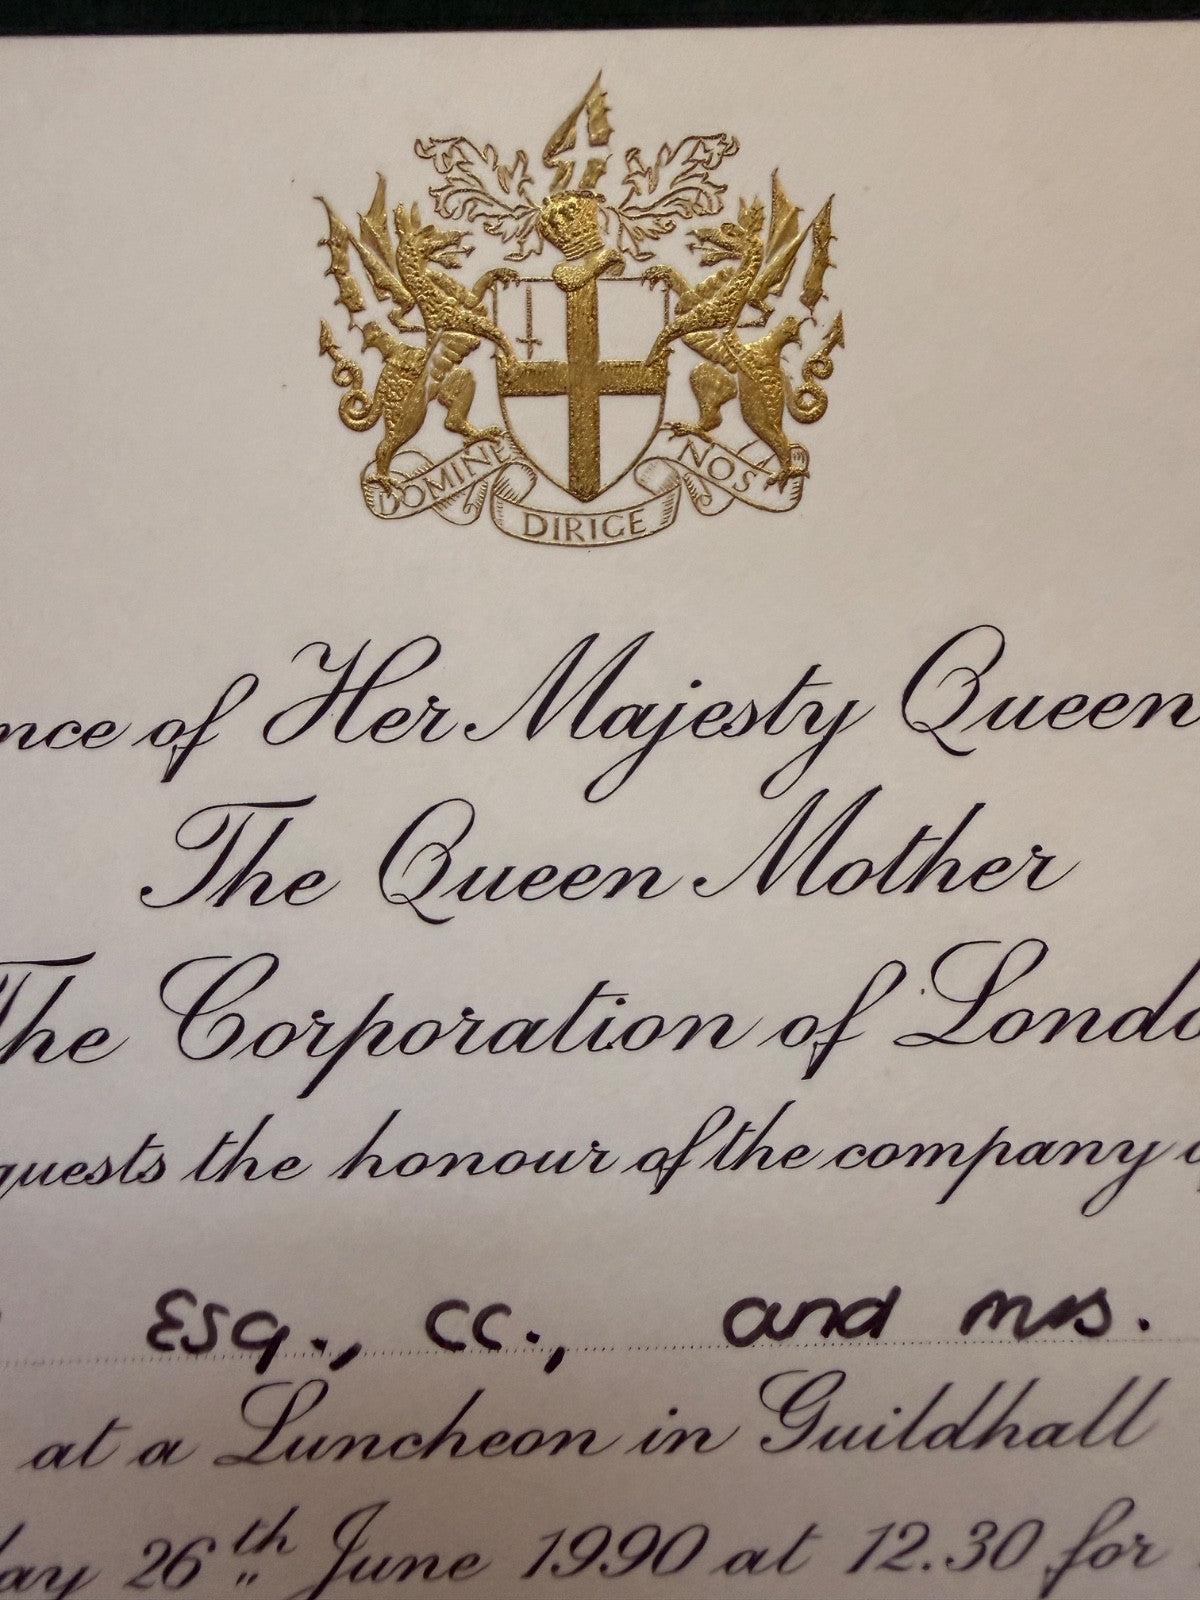 DOMINE DIRIGE NOS
nce of Her Majesty Queen
The Queen Mother
The Corporation of Londo
quests the honour of the company o
Esq., CC., and Mrs.
at a Luncheon in Guildhall
day 26th June 1990 at 12.30 for